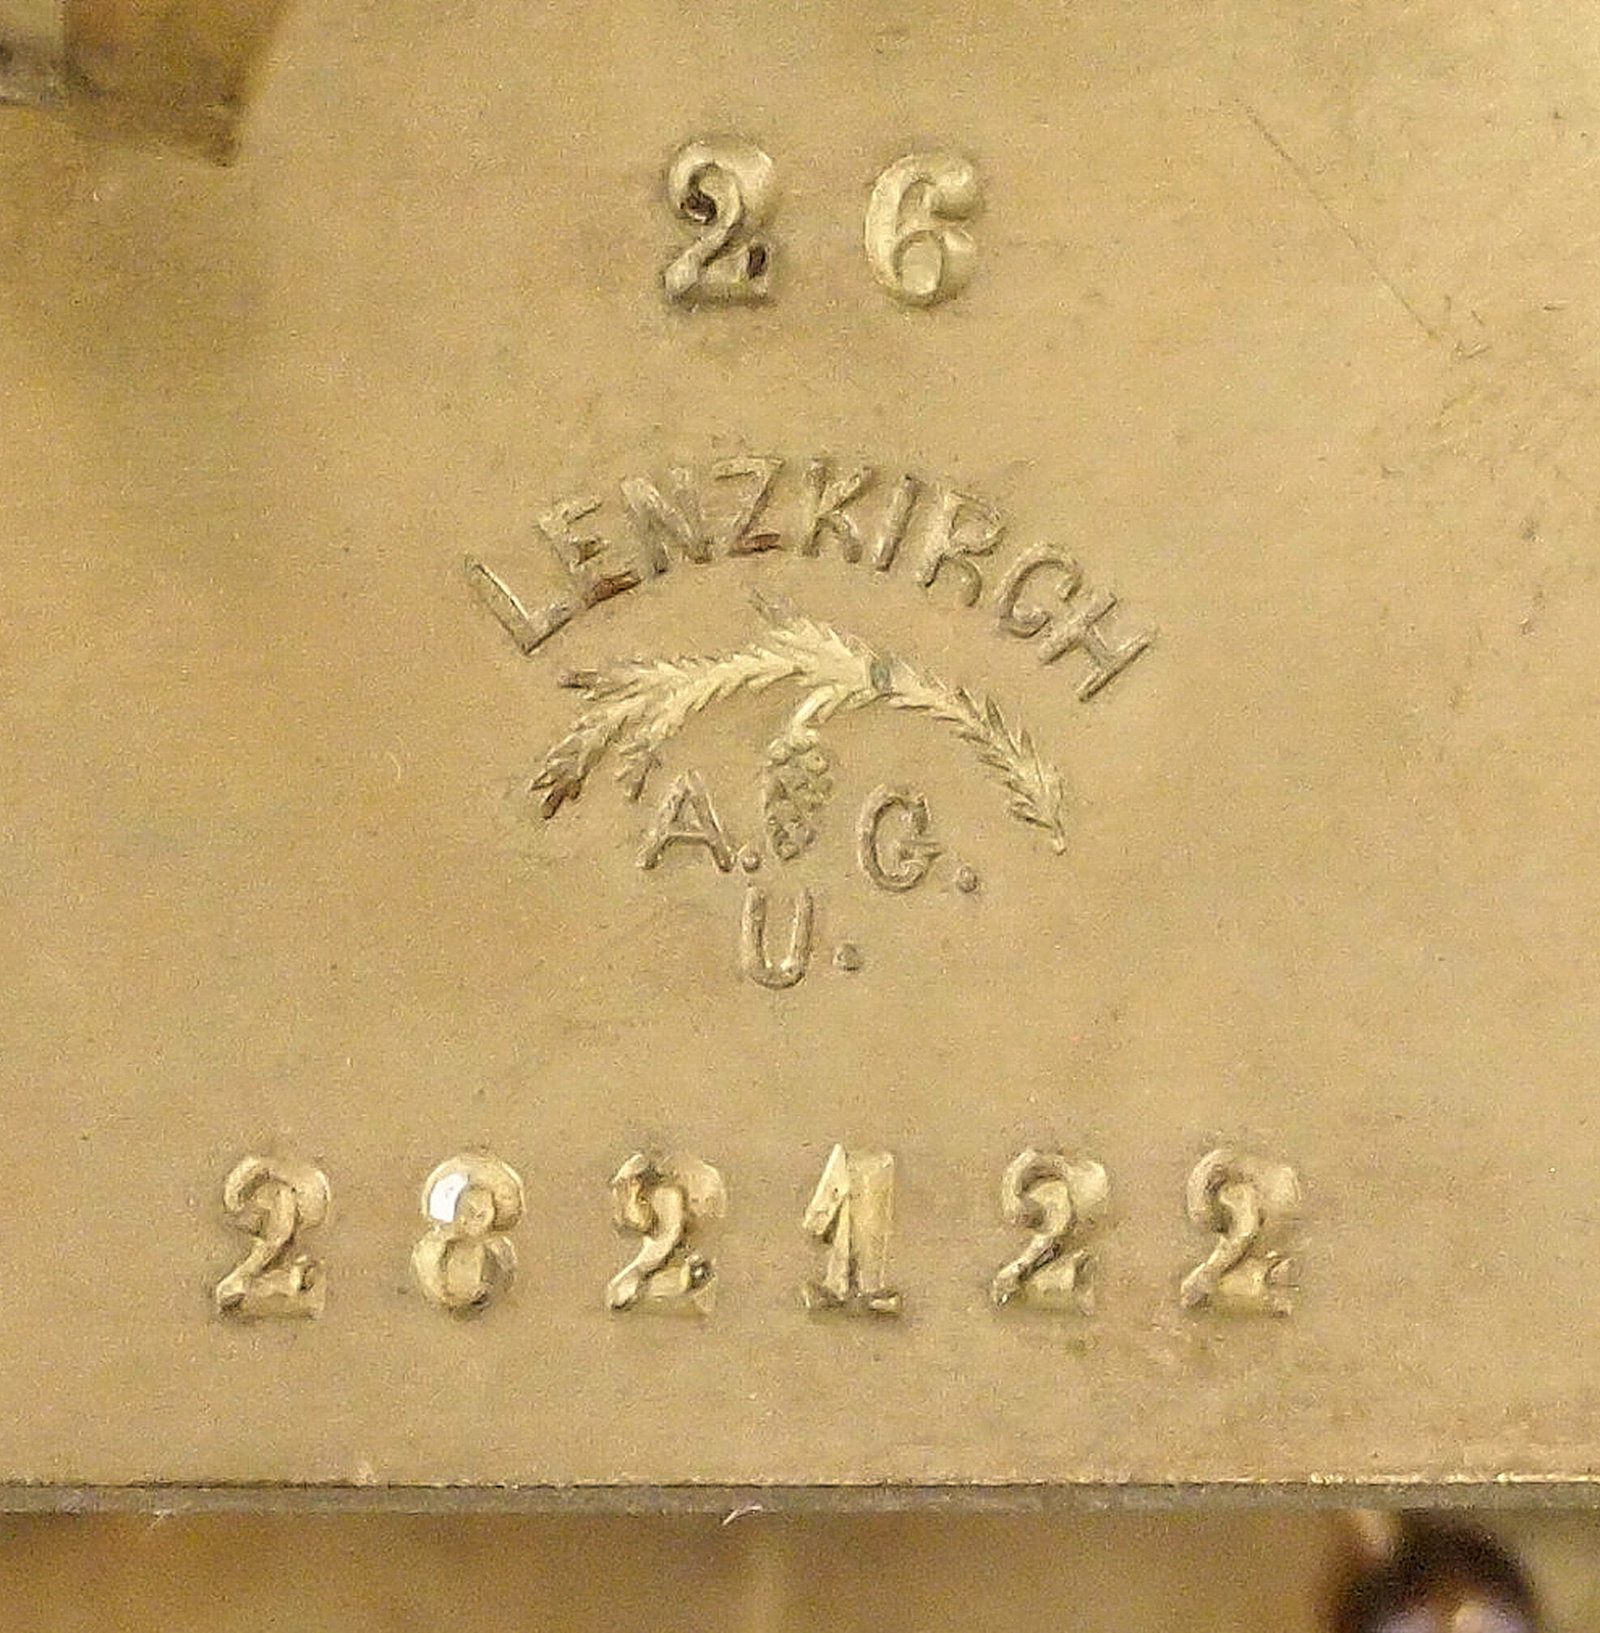 26
LENZKIRCH
A. G.
U.
282122